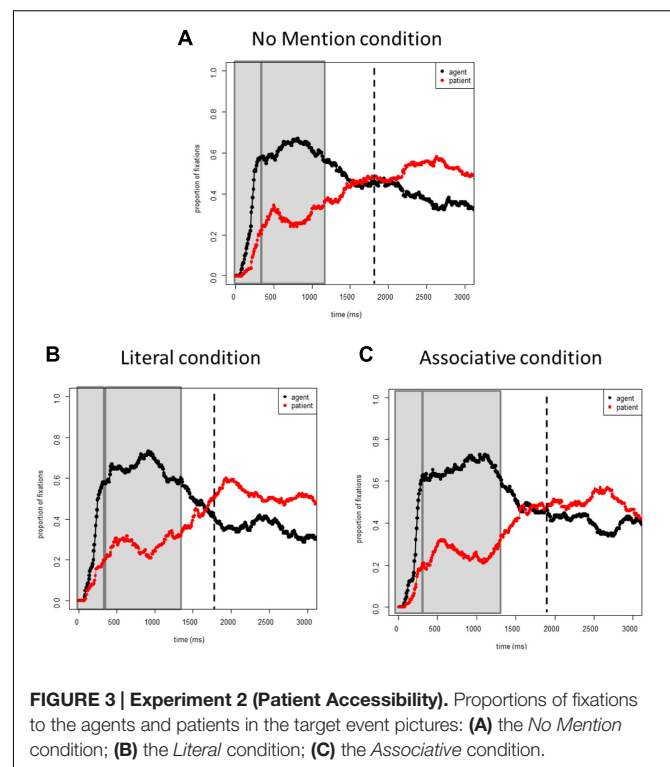 A No Mention condition
agent
patient
proportion of fixations
0.0 0.2 0.4 0.6 0.8 1.0
0 500 1000 1500 2000 2500 3000
time (ms)
B Literal condition
agent
patient
proportion of fixations
0.0 0.2 0.4 0.6 0.8 1.0
0 500 1000 1500 2000 2500 3000
time (ms)
C Associative condition
agent
patient
proportion of fixations
0.0 0.2 0.4 0.6 0.8 1.0
0 500 1000 1500 2000 2500 3000
time (ms)
FIGURE 3 | Experiment 2 (Patient Accessibility). Proportions of fixations
to the agents and patients in the target event pictures: (A) the No Mention
condition; (B) the Literal condition; (C) the Associative condition.